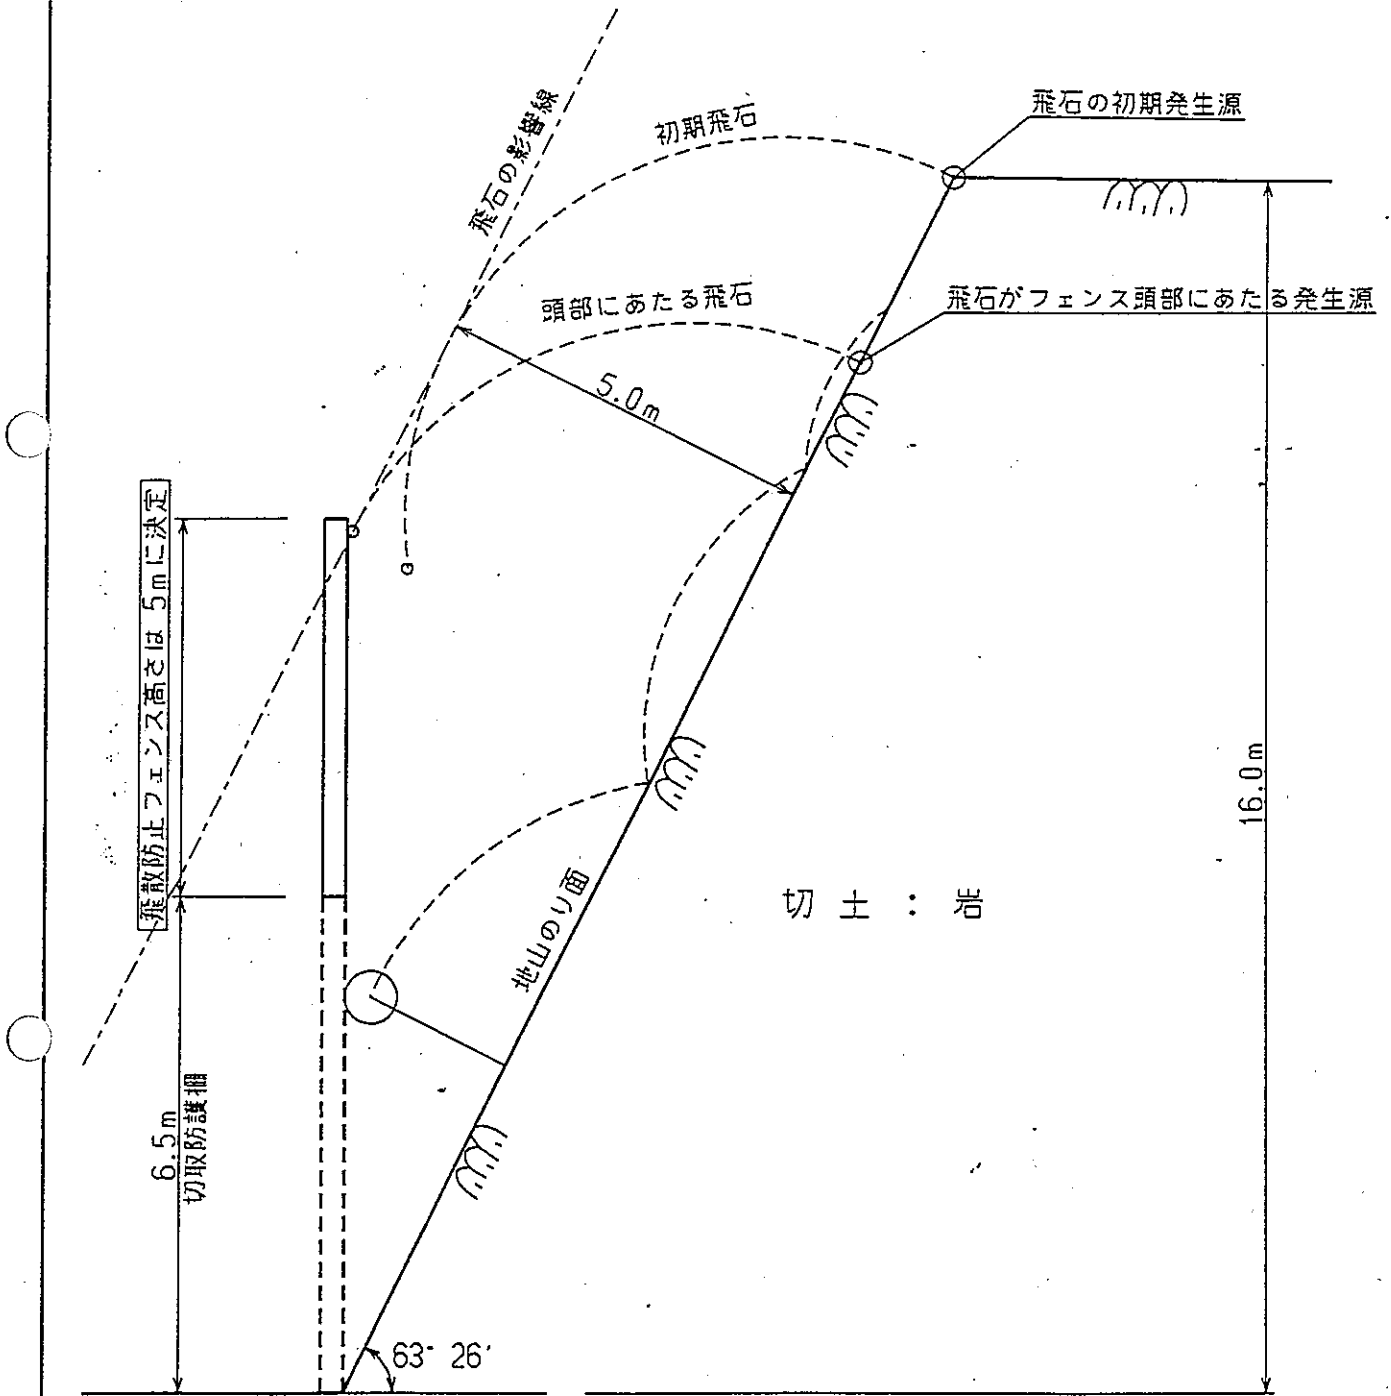 飛石の初期発生源
初期飛石
飛石の影響線
飛石がフェンス頭部にあたる発生源
頭部にあたる飛石
5.0m
飛散防止フェンス高さは 5mに決定
16.0m
切土：岩
地山のり面
6.5m
切取防護柵
63° 26'